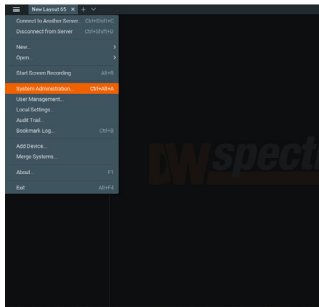 New Layout 65 × +
Connect to Another Server... Ctrl+Shift+C
Disconnect from Server Ctrl+Shift+D
New...
Open...
Start Screen Recording Alt+R
System Administration... Ctrl+Alt+A
User Management...
Local Settings...
Audit Trail...
Bookmark Log... Ctrl+B
Add Device...
Merge Systems...
About... F1
Exit Alt+F4
DW spect